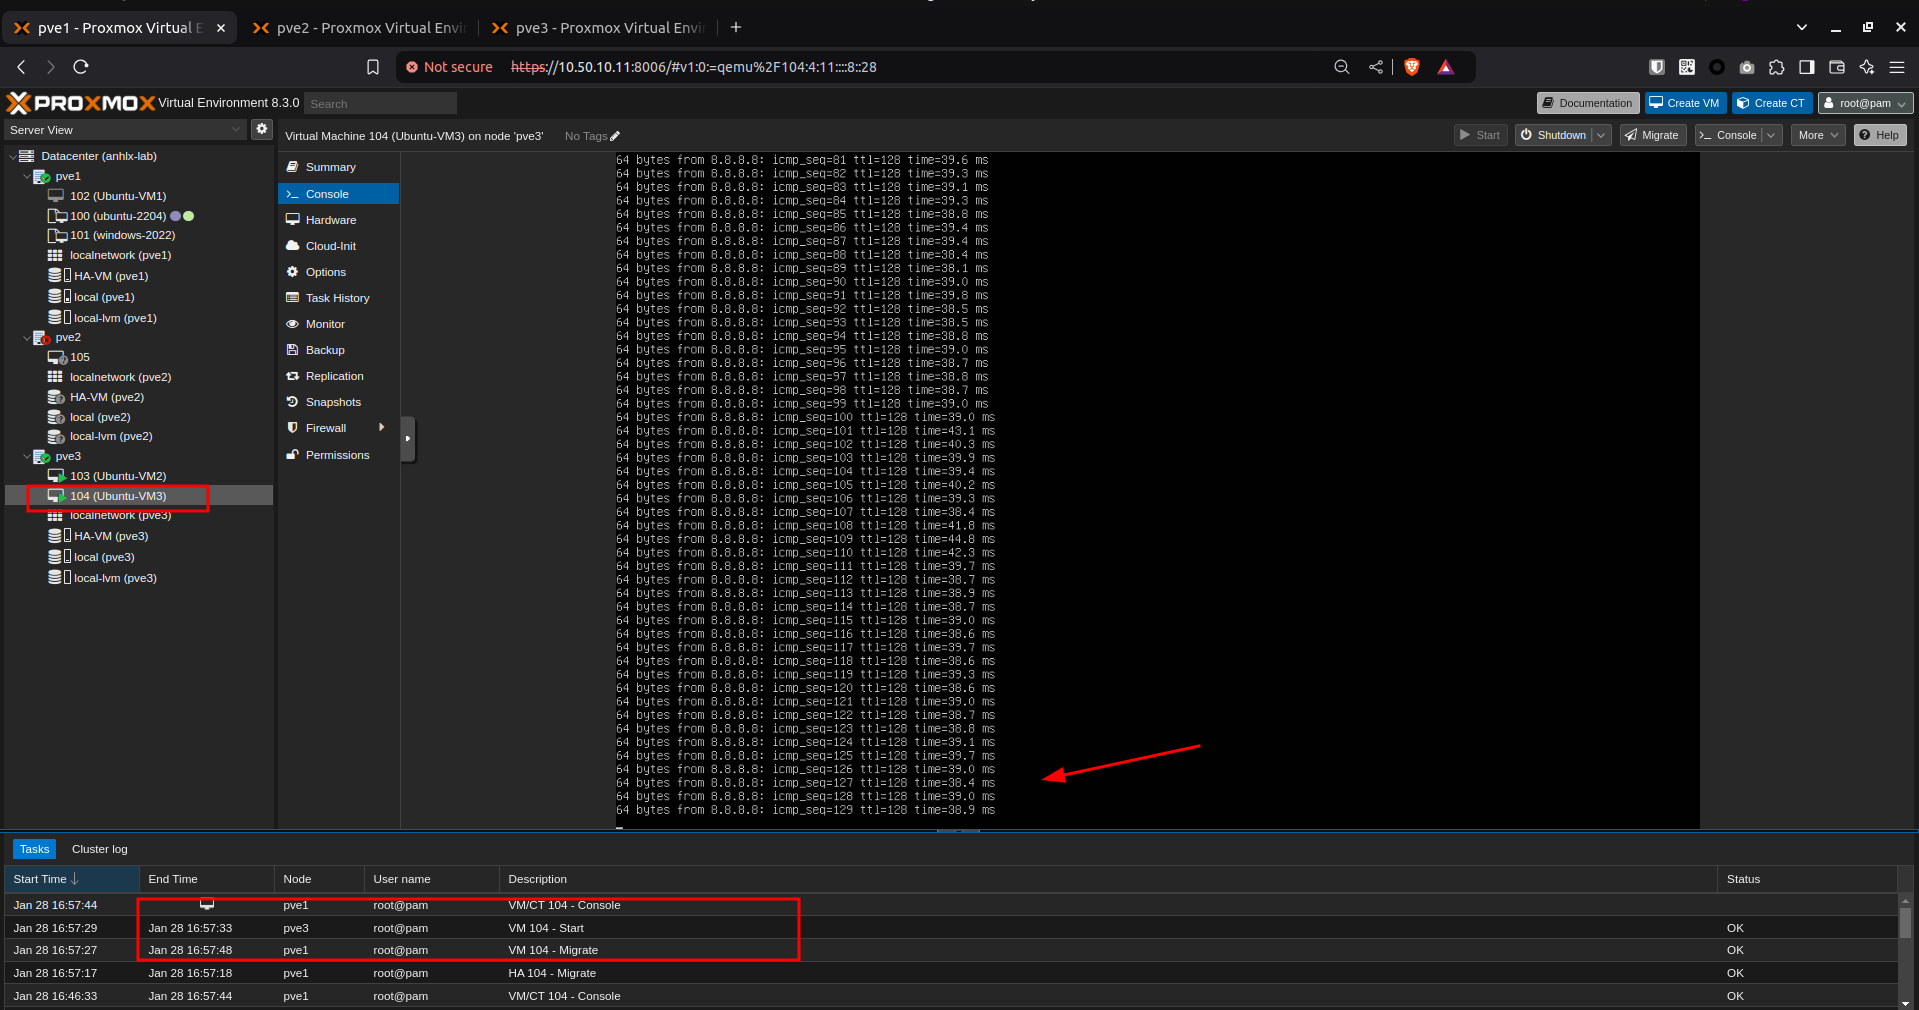 pve1 - Proxmox Virtual E
pve2 - Proxmox Virtual Envi
pve3 - Proxmox Virtual Envi
Not secure https://10.50.10.11:8006/#v1:0:=qemu%2F104:4:11::::8::28
PROXMOX Virtual Environment 8.3.0 Search
Documentation Create VM Create CT root@pam
Server View
Virtual Machine 104 (Ubuntu-VM3) on node 'pve3' No Tags
Start Shutdown Migrate Console More Help
Datacenter (anhlx-lab)
pve1
102 (Ubuntu-VM1)
100 (ubuntu-2204)
101 (windows-2022)
localnetwork (pve1)
HA-VM (pve1)
local (pve1)
local-lvm (pve1)
pve2
105
localnetwork (pve2)
HA-VM (pve2)
local (pve2)
local-lvm (pve2)
pve3
103 (Ubuntu-VM2)
104 (Ubuntu-VM3)
localnetwork (pve3)
HA-VM (pve3)
local (pve3)
local-lvm (pve3)
Summary
Console
Hardware
Cloud-Init
Options
Task History
Monitor
Backup
Replication
Snapshots
Firewall
Permissions
64 bytes from 8.8.8.8: icmp_seq=81 ttl=128 time=39.6 ms
64 bytes from 8.8.8.8: icmp_seq=82 ttl=128 time=39.3 ms
64 bytes from 8.8.8.8: icmp_seq=83 ttl=128 time=39.1 ms
64 bytes from 8.8.8.8: icmp_seq=84 ttl=128 time=39.3 ms
64 bytes from 8.8.8.8: icmp_seq=85 ttl=128 time=38.8 ms
64 bytes from 8.8.8.8: icmp_seq=86 ttl=128 time=39.4 ms
64 bytes from 8.8.8.8: icmp_seq=87 ttl=128 time=39.4 ms
64 bytes from 8.8.8.8: icmp_seq=88 ttl=128 time=38.4 ms
64 bytes from 8.8.8.8: icmp_seq=89 ttl=128 time=38.1 ms
64 bytes from 8.8.8.8: icmp_seq=90 ttl=128 time=39.0 ms
64 bytes from 8.8.8.8: icmp_seq=91 ttl=128 time=39.8 ms
64 bytes from 8.8.8.8: icmp_seq=92 ttl=128 time=38.5 ms
64 bytes from 8.8.8.8: icmp_seq=93 ttl=128 time=38.5 ms
64 bytes from 8.8.8.8: icmp_seq=94 ttl=128 time=38.8 ms
64 bytes from 8.8.8.8: icmp_seq=95 ttl=128 time=39.0 ms
64 bytes from 8.8.8.8: icmp_seq=96 ttl=128 time=38.7 ms
64 bytes from 8.8.8.8: icmp_seq=97 ttl=128 time=38.8 ms
64 bytes from 8.8.8.8: icmp_seq=98 ttl=128 time=38.7 ms
64 bytes from 8.8.8.8: icmp_seq=99 ttl=128 time=39.0 ms
64 bytes from 8.8.8.8: icmp_seq=100 ttl=128 time=39.0 ms
64 bytes from 8.8.8.8: icmp_seq=101 ttl=128 time=43.1 ms
64 bytes from 8.8.8.8: icmp_seq=102 ttl=128 time=40.3 ms
64 bytes from 8.8.8.8: icmp_seq=103 ttl=128 time=39.9 ms
64 bytes from 8.8.8.8: icmp_seq=104 ttl=128 time=39.4 ms
64 bytes from 8.8.8.8: icmp_seq=105 ttl=128 time=40.2 ms
64 bytes from 8.8.8.8: icmp_seq=106 ttl=128 time=39.3 ms
64 bytes from 8.8.8.8: icmp_seq=107 ttl=128 time=38.4 ms
64 bytes from 8.8.8.8: icmp_seq=108 ttl=128 time=41.8 ms
64 bytes from 8.8.8.8: icmp_seq=109 ttl=128 time=44.8 ms
64 bytes from 8.8.8.8: icmp_seq=110 ttl=128 time=42.3 ms
64 bytes from 8.8.8.8: icmp_seq=111 ttl=128 time=39.7 ms
64 bytes from 8.8.8.8: icmp_seq=112 ttl=128 time=38.7 ms
64 bytes from 8.8.8.8: icmp_seq=113 ttl=128 time=38.9 ms
64 bytes from 8.8.8.8: icmp_seq=114 ttl=128 time=38.7 ms
64 bytes from 8.8.8.8: icmp_seq=115 ttl=128 time=39.0 ms
64 bytes from 8.8.8.8: icmp_seq=116 ttl=128 time=38.6 ms
64 bytes from 8.8.8.8: icmp_seq=117 ttl=128 time=39.7 ms
64 bytes from 8.8.8.8: icmp_seq=118 ttl=128 time=38.6 ms
64 bytes from 8.8.8.8: icmp_seq=119 ttl=128 time=39.3 ms
64 bytes from 8.8.8.8: icmp_seq=120 ttl=128 time=38.6 ms
64 bytes from 8.8.8.8: icmp_seq=121 ttl=128 time=39.0 ms
64 bytes from 8.8.8.8: icmp_seq=122 ttl=128 time=38.7 ms
64 bytes from 8.8.8.8: icmp_seq=123 ttl=128 time=38.8 ms
64 bytes from 8.8.8.8: icmp_seq=124 ttl=128 time=39.1 ms
64 bytes from 8.8.8.8: icmp_seq=125 ttl=128 time=39.7 ms
64 bytes from 8.8.8.8: icmp_seq=126 ttl=128 time=39.0 ms
64 bytes from 8.8.8.8: icmp_seq=127 ttl=128 time=38.4 ms
64 bytes from 8.8.8.8: icmp_seq=128 ttl=128 time=39.0 ms
64 bytes from 8.8.8.8: icmp_seq=129 ttl=128 time=38.9 ms
Tasks Cluster log
Start Time End Time Node User name Description Status
Jan 28 16:57:44 pve1 root@pam VM/CT 104 - Console
Jan 28 16:57:29 Jan 28 16:57:33 pve3 root@pam VM 104 - Start OK
Jan 28 16:57:27 Jan 28 16:57:48 pve1 root@pam VM 104 - Migrate OK
Jan 28 16:57:17 Jan 28 16:57:18 pve1 root@pam HA 104 - Migrate OK
Jan 28 16:46:33 Jan 28 16:57:44 pve1 root@pam VM/CT 104 - Console OK